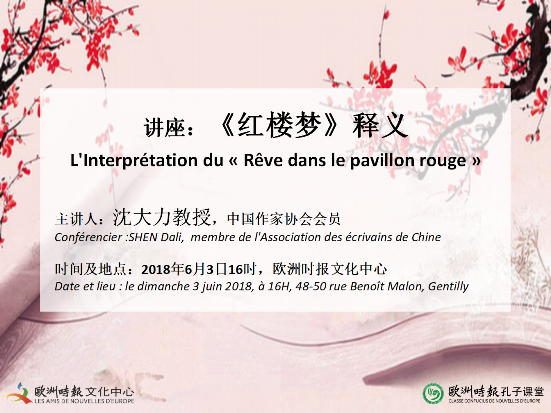 讲座：《红楼梦》释义
L'Interprétation du « Rêve dans le pavillon rouge »
主讲人：沈大力教授，中国作家协会会员
Conférencier :SHEN Dali, membre de l'Association des écrivains de Chine
时间及地点：2018年6月3日16时，欧洲时报文化中心
Date et lieu : le dimanche 3 juin 2018, à 16H, 48-50 rue Benoît Malon, Gentilly
欧洲時報文化中心
LES AMIS DE NOUVELLES D'EUROPE
欧洲時報孔子课堂
CLASSE CONFUCIUS DE NOUVELLES D'EUROPE